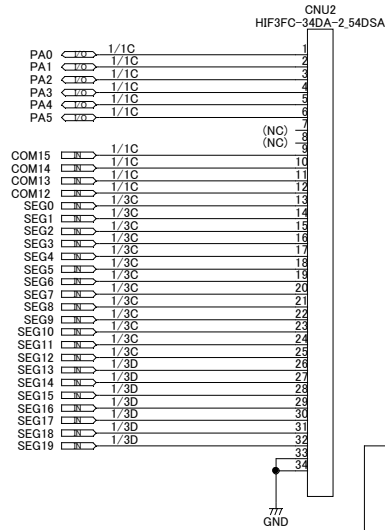 CNU2
HIF3FC-34DA-2_54DSA
PA0 I/O 1/1C 1
PA1 I/O 1/1C 2
PA2 I/O 1/1C 3
PA3 I/O 1/1C 4
PA4 I/O 1/1C 5
PA5 I/O 1/1C 6
(NC) 7
(NC) 8
COM15 IN 1/1C 9
COM14 IN 1/1C 10
COM13 IN 1/1C 11
COM12 IN 1/1C 12
SEG0 IN 1/3C 13
SEG1 IN 1/3C 14
SEG2 IN 1/3C 15
SEG3 IN 1/3C 16
SEG4 IN 1/3C 17
SEG5 IN 1/3C 18
SEG6 IN 1/3C 19
SEG7 IN 1/3C 20
SEG8 IN 1/3C 21
SEG9 IN 1/3C 22
SEG10 IN 1/3C 23
SEG11 IN 1/3C 24
SEG12 IN 1/3C 25
SEG13 IN 1/3D 26
SEG14 IN 1/3D 27
SEG15 IN 1/3D 28
SEG16 IN 1/3D 29
SEG17 IN 1/3D 30
SEG18 IN 1/3D 31
SEG19 IN 1/3D 32
33
34
GND